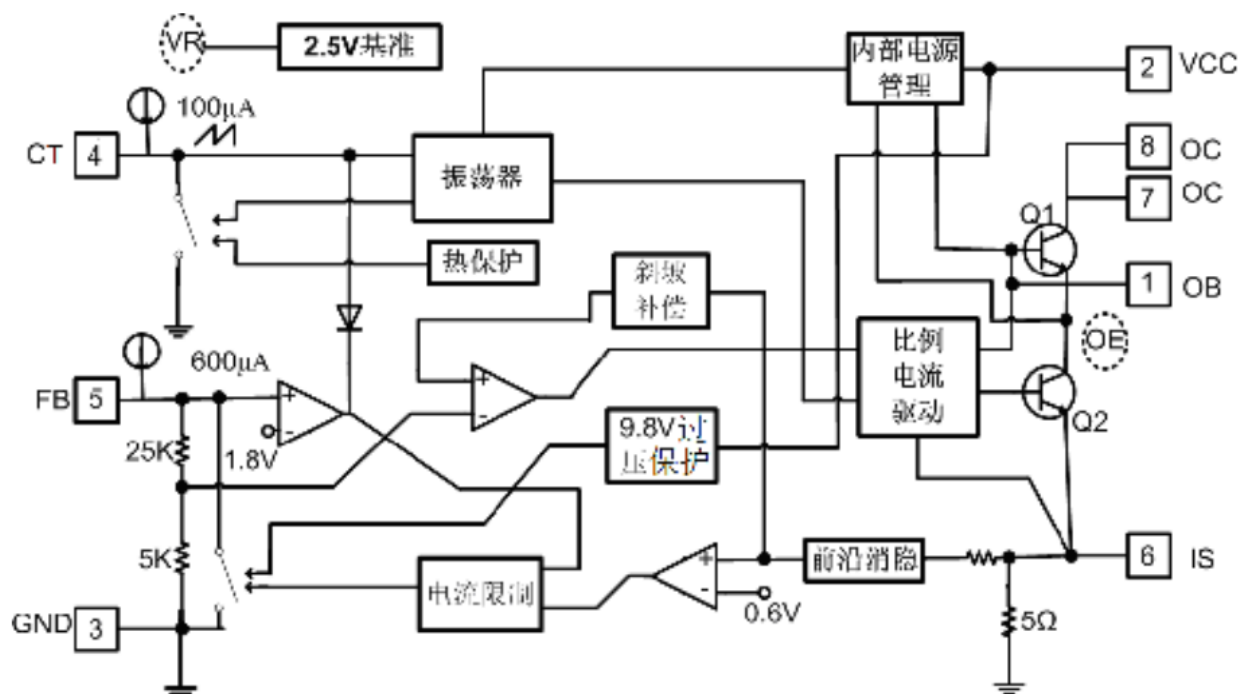 VR
2.5V基准
内部电源
管理
2
VCC
100μA
CT
4
振荡器
8
OC
7
OC
Q1
热保护
斜坡
补偿
1
OB
比例
电流
驱动
OE
600μA
FB
5
+
-
+
-
Q2
1.8V
25K
9.8V过
压保护
5K
电流限制
+
-
前沿消隐
6
IS
0.6V
5Ω
GND
3